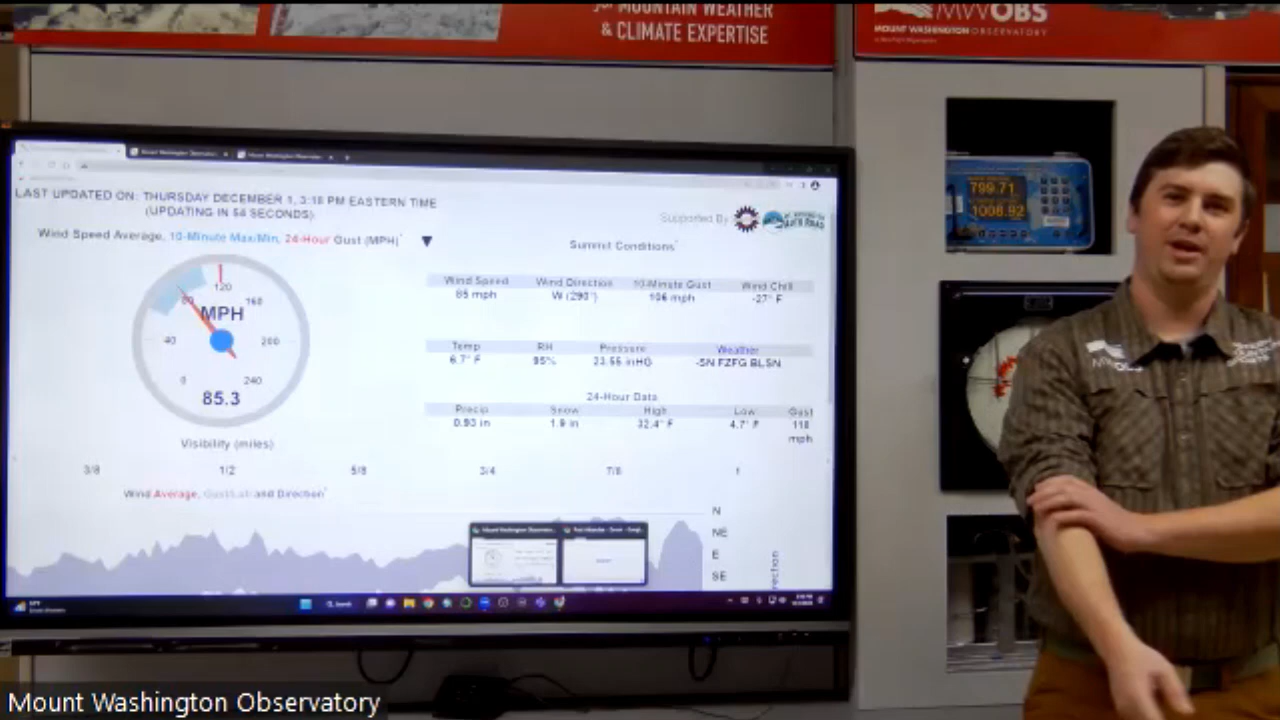 for MOUNTAIN WEATHER
& CLIMATE EXPERTISE
MWOBS
MOUNT WASHINGTON OBSERVATORY
LAST UPDATED ON: THURSDAY DECEMBER 1, 3:18 PM EASTERN TIME
(UPDATING IN 54 SECONDS)
Supported By
Wind Speed Average, 10-Minute Max/Min, 24-Hour Gust (MPH)*
Summit Conditions*
Wind Speed Wind Direction 10-Minute Gust Wind Chill
85 mph W (290°) 106 mph -27° F
Temp RH Pressure Weather
6.7° F 95% 23.55 inHG -SN FZFG BLSN
24-Hour Data
Precip Snow High Low Gust
0.93 in 1.9 in 32.4° F 4.7° F 118 mph
0 40 80 120 160 200 240
MPH
85.3
Visibility (miles)
3/8 1/2 5/8 3/4 7/8 1
Wind Average, and Direction*
N
NE
E
SE
799.71
1008.92
MWOBS
Mount Washington Observatory